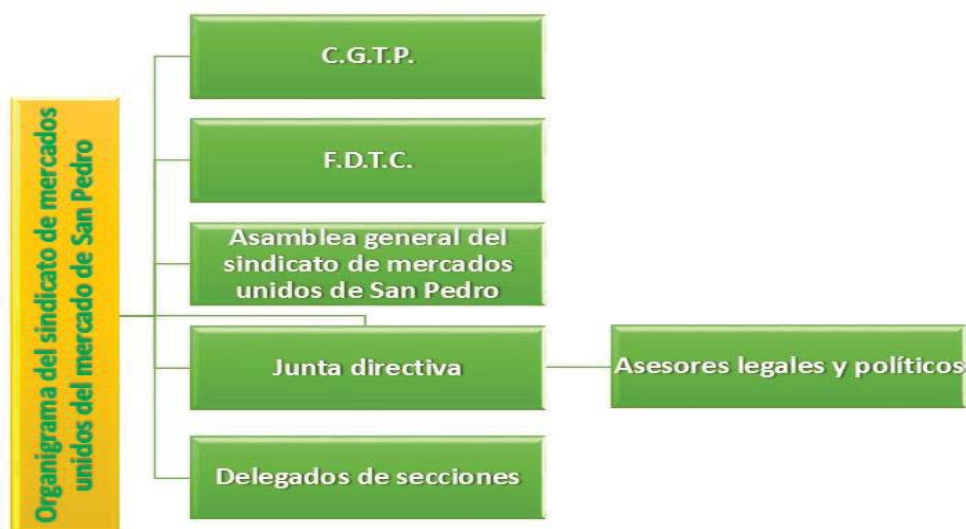 Organigrama del sindicato de mercados
unidos del mercado de San Pedro
C.G.T.P.
F.D.T.C.
Asamblea general del
sindicato de mercados
unidos de San Pedro
Junta directiva
Asesores legales y políticos
Delegados de secciones